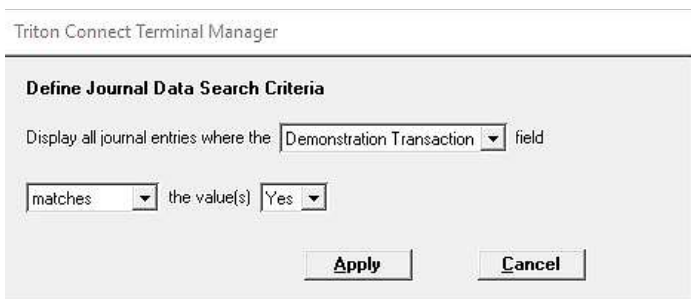 Triton Connect Terminal Manager
Define Journal Data Search Criteria
Display all journal entries where the Demonstration Transaction field
matches the value(s) Yes
Apply Cancel